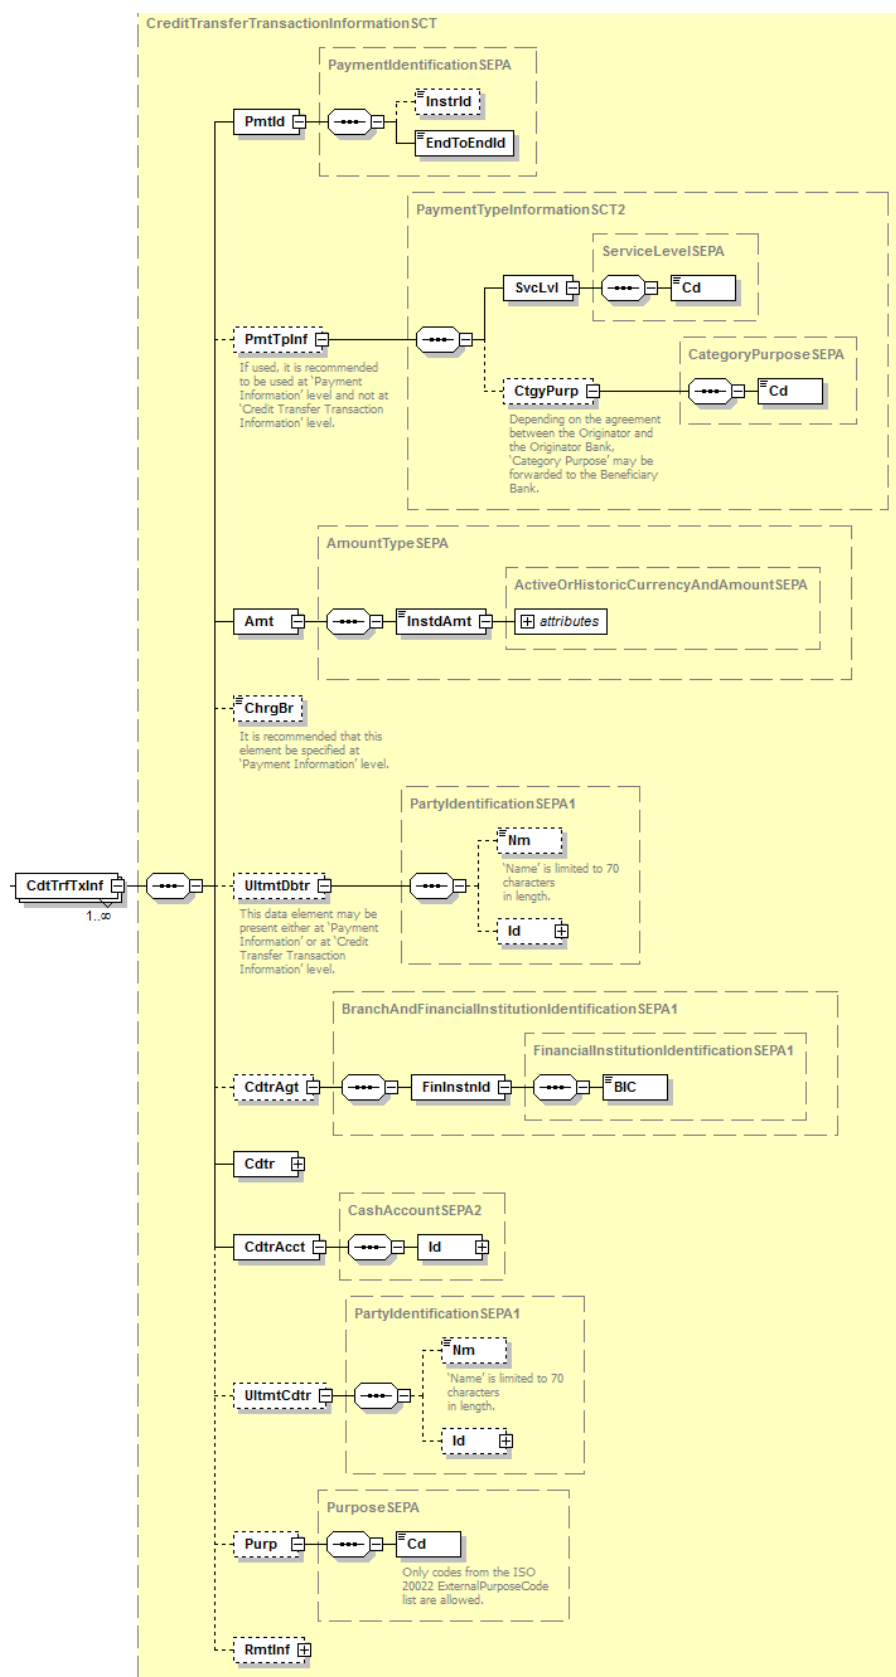 CreditTransferTransactionInformationSCT
PaymentIdentificationSEPA
InstrId
PmtId
EndToEndId
PaymentTypeInformationSCT2
ServiceLevelSEPA
SvcLvl
Cd
PmtTpInf
If used, it is recommended
to be used at ‘Payment
Information’ level and not at
‘Credit Transfer Transaction
Information’ level.
CategoryPurposeSEPA
CtgyPurp
Cd
Depending on the agreement
between the Originator and
the Originator Bank,
‘Category Purpose’ may be
forwarded to the Beneficiary
Bank.
AmountTypeSEPA
ActiveOrHistoricCurrencyAndAmountSEPA
Amt
InstdAmt
attributes
ChrgBr
It is recommended that this
element be specified at
‘Payment Information’ level.
PartyIdentificationSEPA1
Nm
‘Name’ is limited to 70
characters
in length.
CdtTrfTxInf
1..∞
UltmtDbtr
This data element may be
present either at ‘Payment
Information’ or at ‘Credit
Transfer Transaction
Information’ level.
Id
BranchAndFinancialInstitutionIdentificationSEPA1
FinancialInstitutionIdentificationSEPA1
CdtrAgt
FinInstnId
BIC
Cdtr
CashAccountSEPA2
CdtrAcct
Id
PartyIdentificationSEPA1
Nm
‘Name’ is limited to 70
characters
in length.
UltmtCdtr
Id
PurposeSEPA
Purp
Cd
Only codes from the ISO
20022 ExternalPurposeCode
list are allowed.
RmtInf